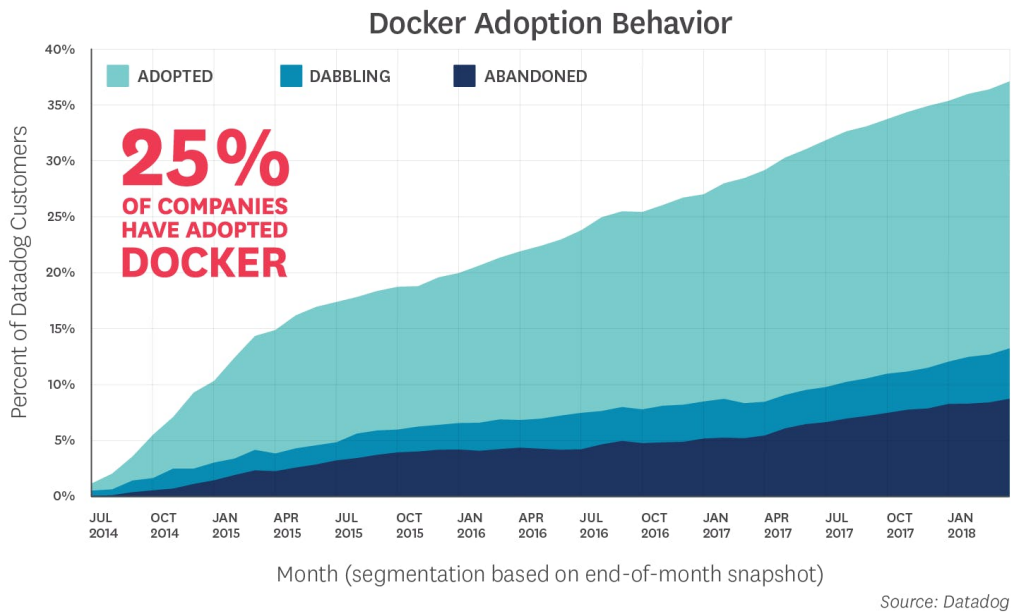 Docker Adoption Behavior
40%
ADOPTED DABBLING ABANDONED
35%
30%
25%
20%
15%
10%
5%
0%
25%
OF COMPANIES
HAVE ADOPTED
DOCKER
Percent of Datadog Customers
JUL 2014
OCT 2014
JAN 2015
APR 2015
JUL 2015
OCT 2015
JAN 2016
APR 2016
JUL 2016
OCT 2016
JAN 2017
APR 2017
JUL 2017
OCT 2017
JAN 2018
Month (segmentation based on end-of-month snapshot)
Source: Datadog